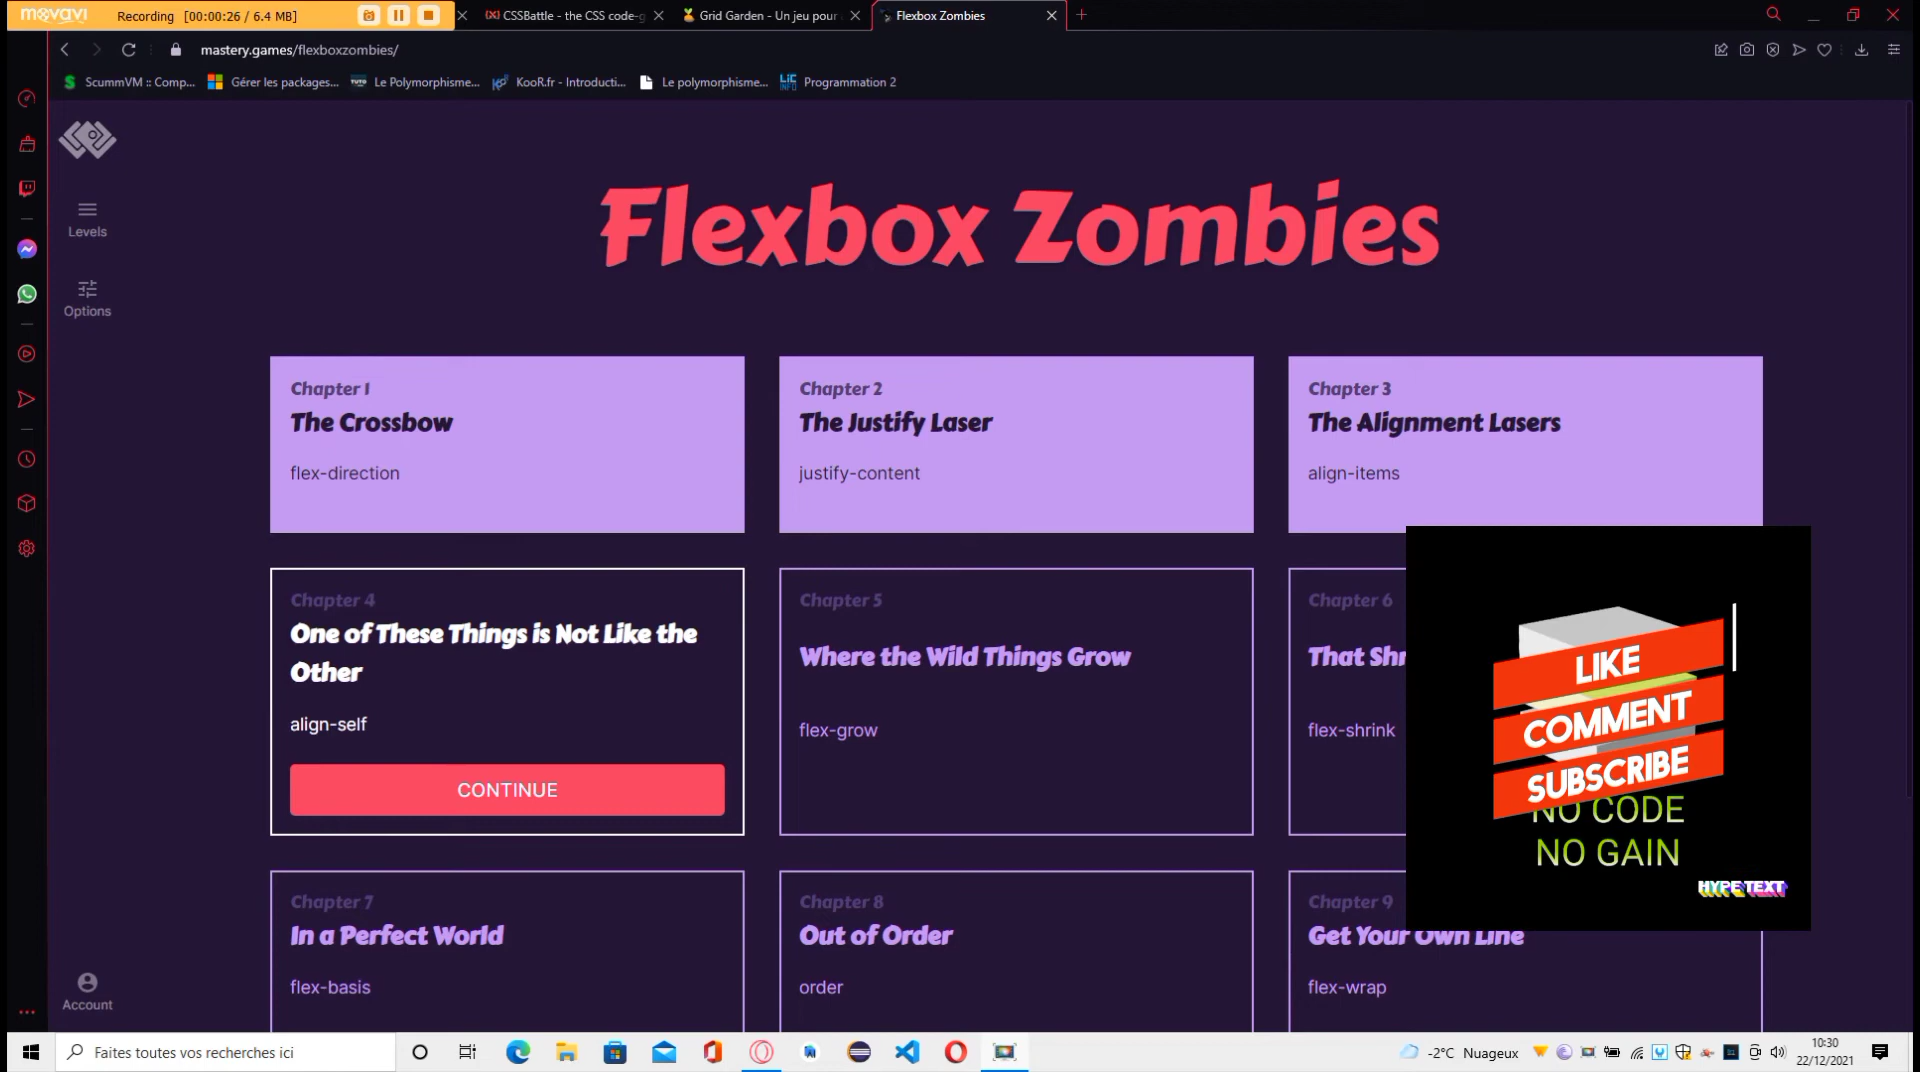 movavi Recording [00:00:26 / 6.4 MB]
CSSBattle - the CSS code-g
Grid Garden - Un jeu pour
Flexbox Zombies
mastery.games/flexboxzombies/
ScummVM :: Comp...
Gérer les packages...
Le Polymorphisme...
KooR.fr - Introducti...
Le polymorphisme...
Programmation 2
Levels
Options
Account
Flexbox Zombies
Chapter 1
The Crossbow
flex-direction
Chapter 2
The Justify Laser
justify-content
Chapter 3
The Alignment Lasers
align-items
Chapter 4
One of These Things is Not Like the
Other
align-self
CONTINUE
Chapter 5
Where the Wild Things Grow
flex-grow
Chapter 6
That Shr
flex-shrink
LIKE
COMMENT
SUBSCRIBE
NO CODE
NO GAIN
HYPE TEXT
Chapter 7
In a Perfect World
flex-basis
Chapter 8
Out of Order
order
Chapter 9
Get Your Own Line
flex-wrap
Faites toutes vos recherches ici
-2°C Nuageux
10:30
22/12/2021